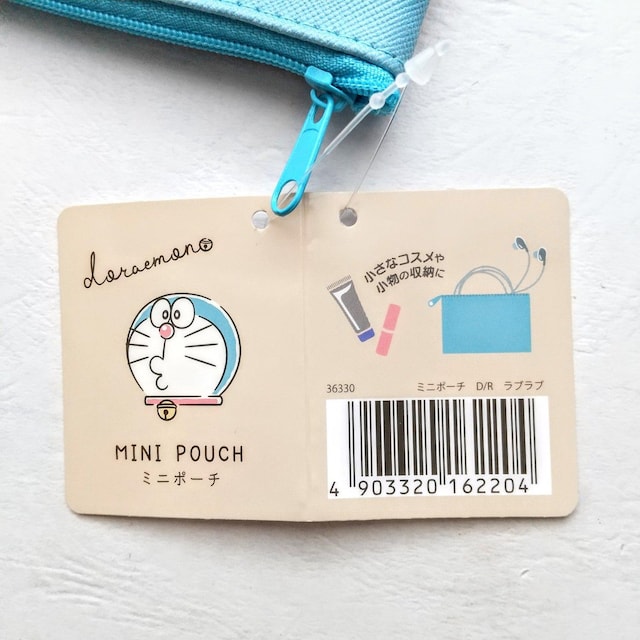 doraemon
MINI POUCH
ミニポーチ
小さなコスメや
小物の収納に
36330 ミニポーチ D/R ラブラブ
4 903320 162204